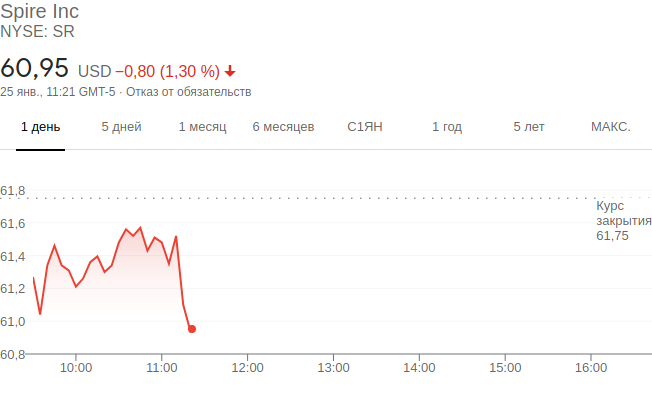 Spire Inc
NYSE: SR
60,95 USD −0,80 (1,30 %)
25 янв., 11:21 GMT-5 · Отказ от обязательств
1 день 5 дней 1 месяц 6 месяцев С1ЯН 1 год 5 лет МАКС.
61,8
Курс
закрытия
61,75
61,6
61,4
61,2
61,0
60,8
10:00 11:00 12:00 13:00 14:00 15:00 16:00